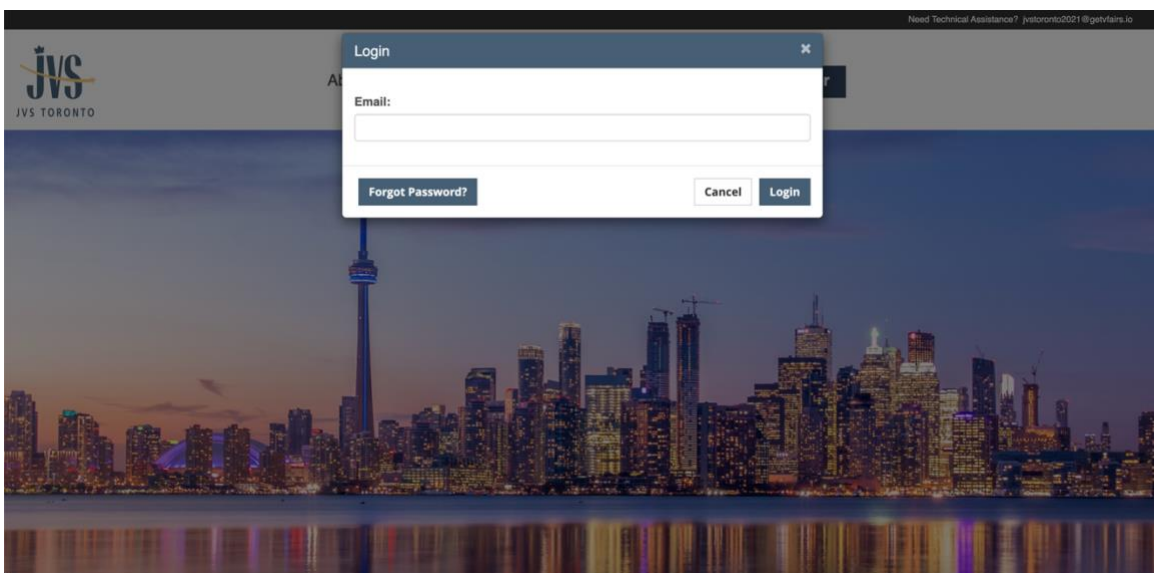 Need Technical Assistance? jvstoronto2021@getvfairs.io
JVS
JVS TORONTO
Login ×
Email:
Forgot Password? Cancel Login